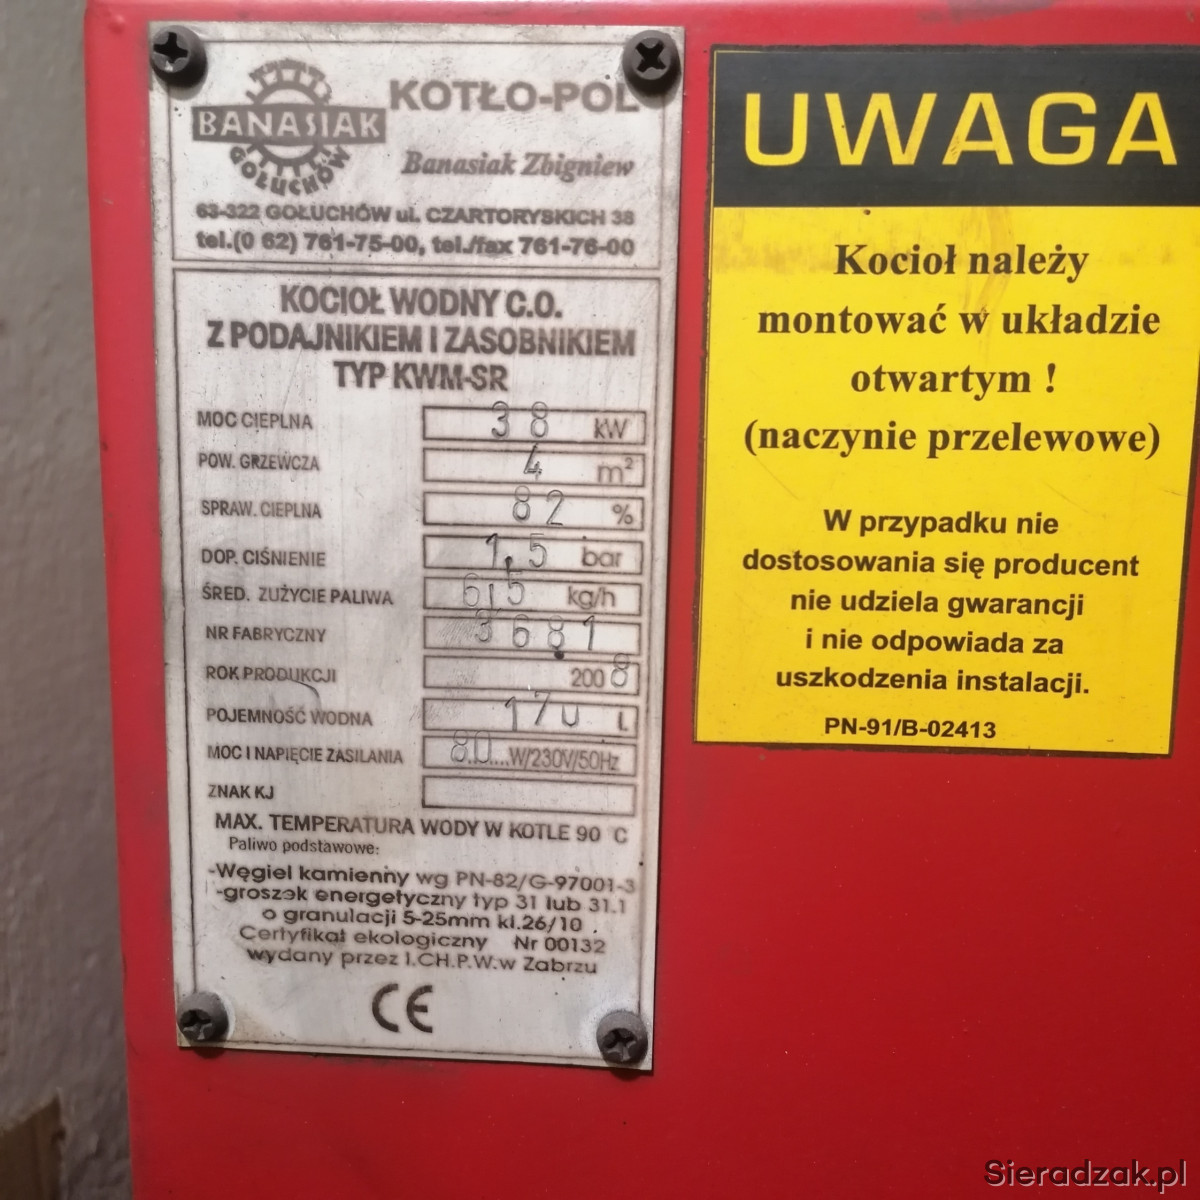 BANASIAK
GOŁUCHÓW
KOTŁO-POL
Banasiak Zbigniew
63-322 GOŁUCHÓW ul. CZARTORYSKICH 38
tel.(0 62) 761-75-00, tel./fax 761-76-00
KOCIOŁ WODNY C.O.
Z PODAJNIKIEM I ZASOBNIKIEM
TYP KWM-SR
MOC CIEPLNA 38 kW
POW. GRZEWCZA 4 m²
SPRAW. CIEPLNA 82 %
DOP. CIŚNIENIE 1,5 bar
ŚRED. ZUŻYCIE PALIWA 6,5 kg/h
NR FABRYCZNY 3681
ROK PRODUKCJI 2008
POJEMNOŚĆ WODNA 170 L
MOC I NAPIĘCIE ZASILANIA 80....W/230V/50Hz
ZNAK KJ
MAX. TEMPERATURA WODY W KOTLE 90 C
Paliwo podstawowe:
-Węgiel kamienny wg PN-82/G-97001-3
-groszek energetyczny typ 31 lub 31.1
o granulacji 5-25mm kl.26/10 .
Certyfikat ekologiczny Nr 00132
wydany przez I.CH.P.W.w Zabrzu
CE
UWAGA
Kocioł należy
montować w układzie
otwartym !
(naczynie przelewowe)
W przypadku nie
dostosowania się producent
nie udziela gwarancji
i nie odpowiada za
uszkodzenia instalacji.
PN-91/B-02413
Sieradzak.pl